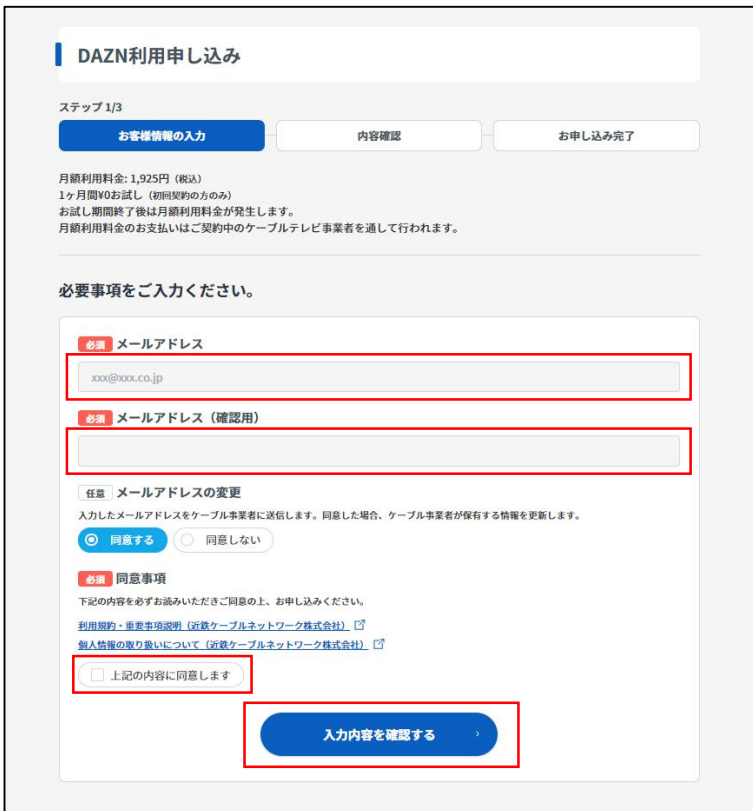 DAZN利用申し込み
ステップ 1/3
お客様情報の入力
内容確認
お申し込み完了
月額利用料金: 1,925円（税込）
1ヶ月間¥0お試し（初回契約の方のみ）
お試し期間終了後は月額利用料金が発生します。
月額利用料金のお支払いはご契約中のケーブルテレビ事業者を通して行われます。
必要事項をご入力ください。
必須 メールアドレス
xxx@xxx.co.jp
必須 メールアドレス（確認用）
任意 メールアドレスの変更
入力したメールアドレスをケーブル事業者に送信します。同意した場合、ケーブル事業者が保有する情報を更新します。
同意する 同意しない
必須 同意事項
下記の内容を必ずお読みいただきご同意の上、お申し込みください。
利用規約・重要事項説明（近鉄ケーブルネットワーク株式会社）
個人情報の取り扱いについて（近鉄ケーブルネットワーク株式会社）
上記の内容に同意します
入力内容を確認する